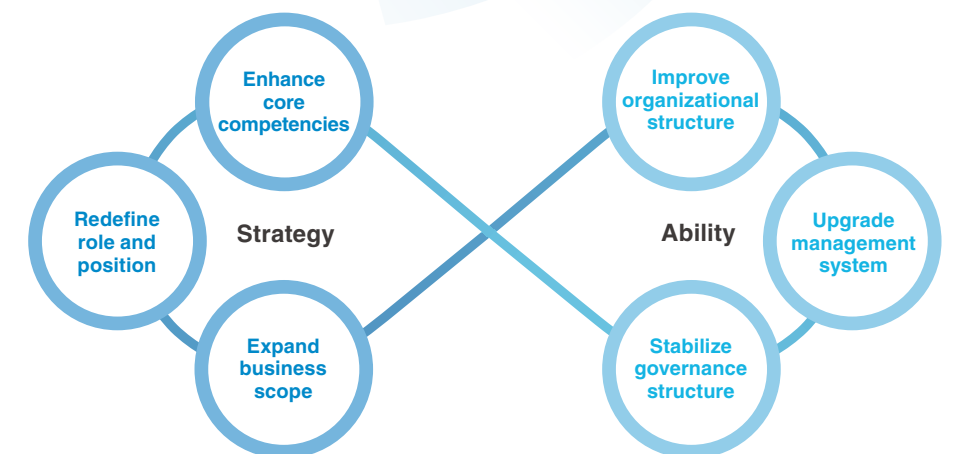 Enhance
core
competencies
Redefine
role and
position
Strategy
Expand
business
scope
Improve
organizational
structure
Ability
Upgrade
management
system
Stabilize
governance
structure